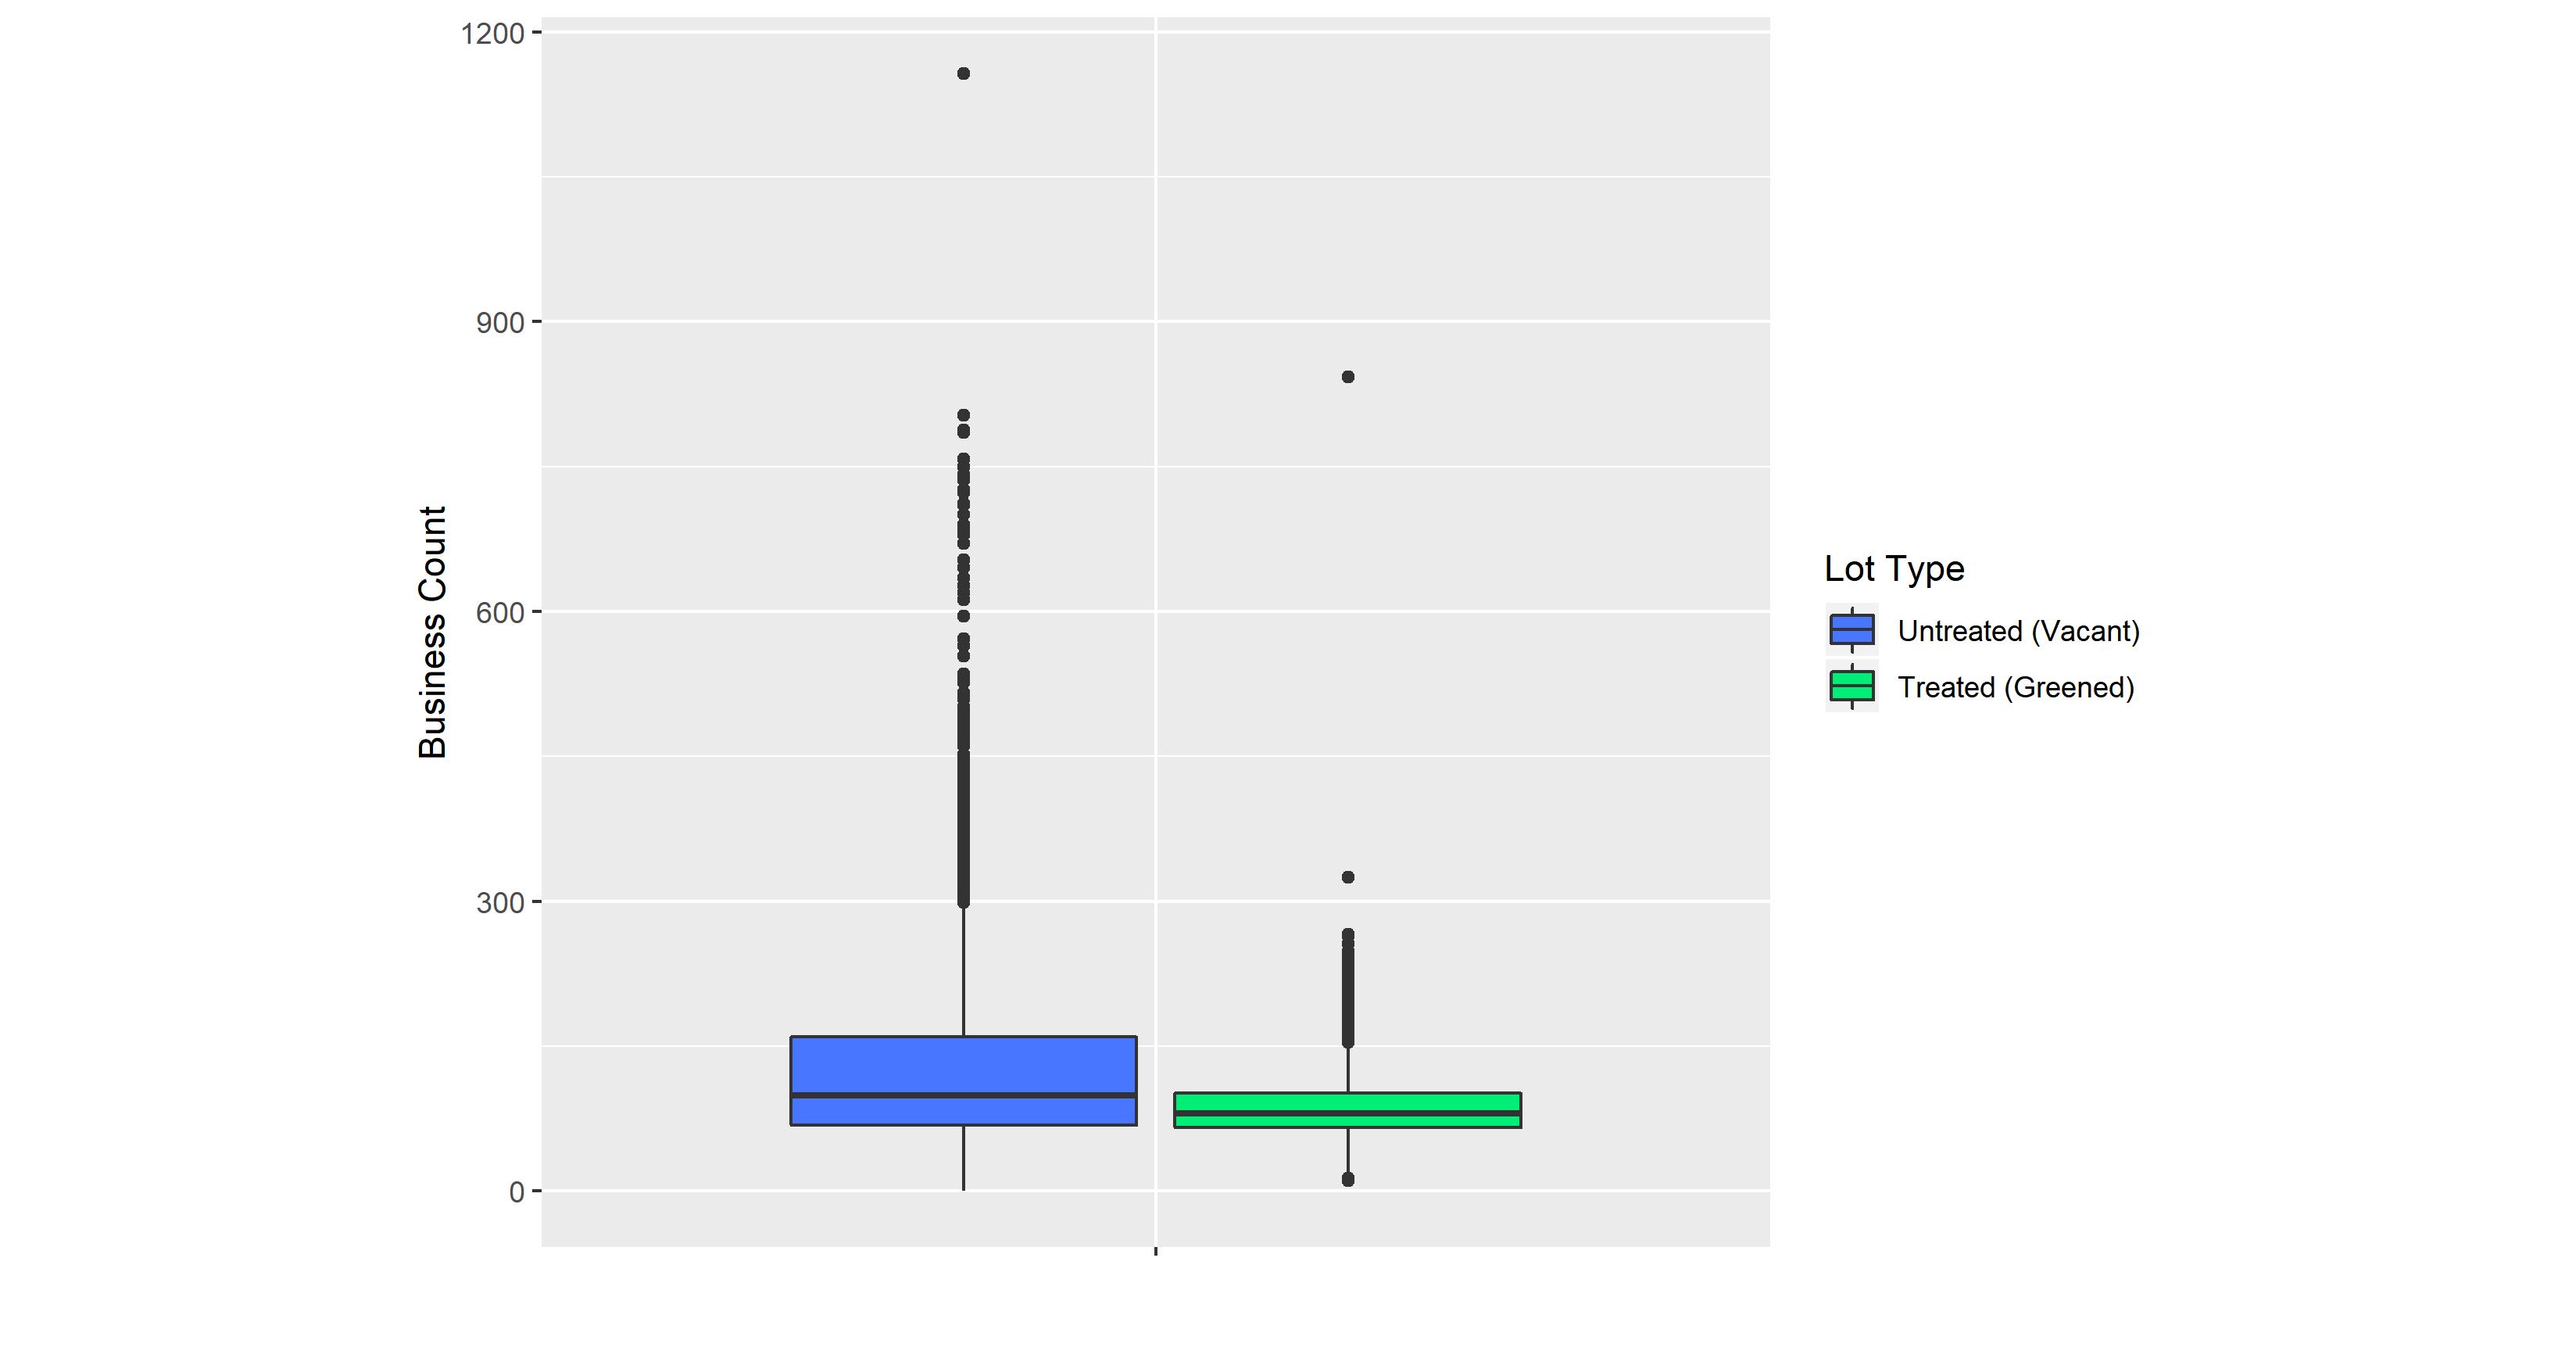 1200
900
600
300
0
Business Count
Lot Type
Untreated (Vacant)
Treated (Greened)